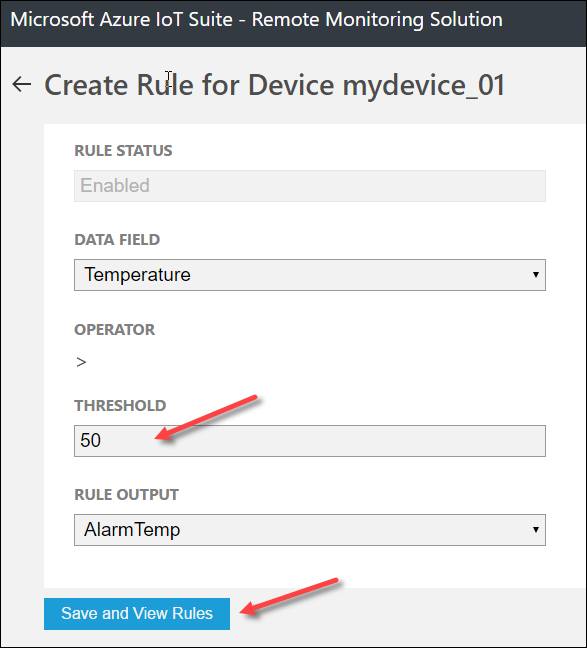 Microsoft Azure IoT Suite - Remote Monitoring Solution
Create Rule for Device mydevice_01
RULE STATUS
Enabled
DATA FIELD
Temperature
OPERATOR
>
THRESHOLD
50
RULE OUTPUT
AlarmTemp
Save and View Rules